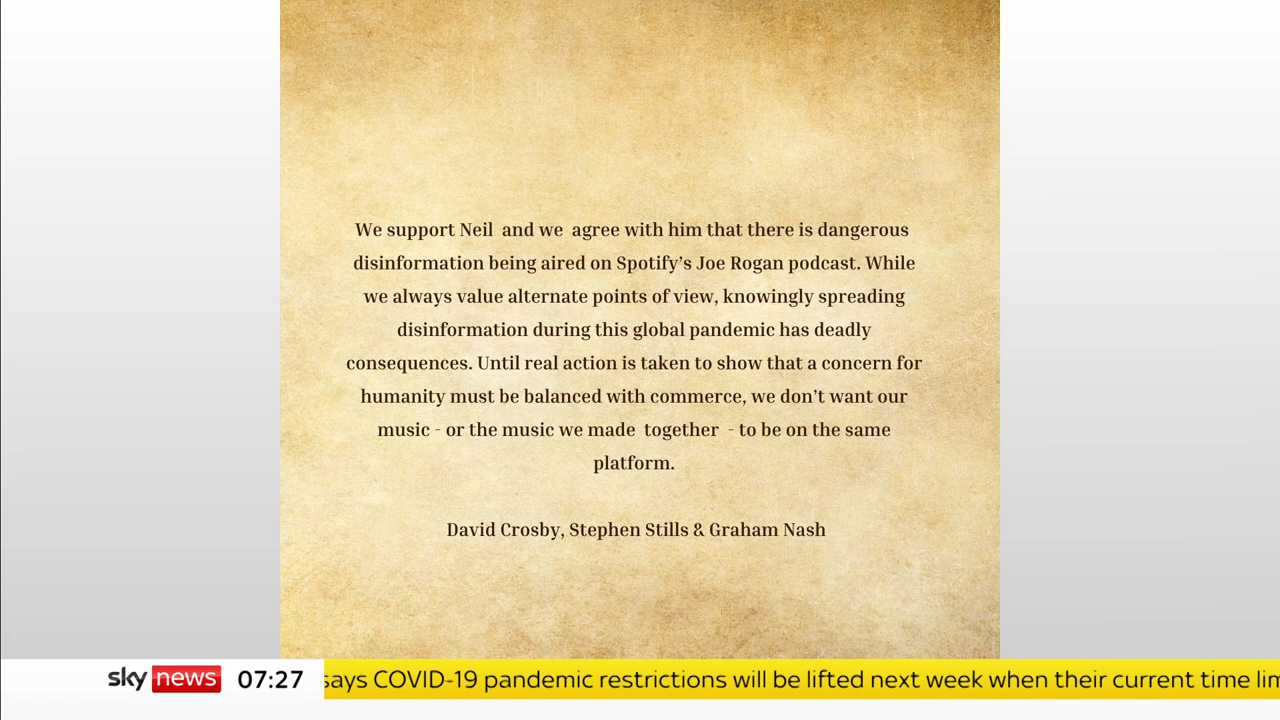 We support Neil and we agree with him that there is dangerous
disinformation being aired on Spotify's Joe Rogan podcast. While
we always value alternate points of view, knowingly spreading
disinformation during this global pandemic has deadly
consequences. Until real action is taken to show that a concern for
humanity must be balanced with commerce, we don't want our
music - or the music we made together - to be on the same
platform.
David Crosby, Stephen Stills & Graham Nash
sky news 07:27 says COVID-19 pandemic restrictions will be lifted next week when their current time